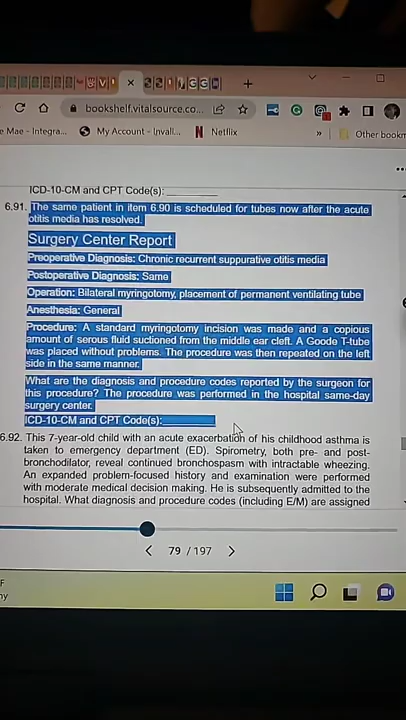 bookshelf.vitalsource.co...
e Mae - Integra...
My Account - Invall...
Netflix
»
Other bookm
ICD-10-CM and CPT Code(s): ________
6.91. The same patient in item 6.90 is scheduled for tubes now after the acute
otitis media has resolved.
Surgery Center Report
Preoperative Diagnosis: Chronic recurrent suppurative otitis media
Postoperative Diagnosis: Same
Operation: Bilateral myringotomy, placement of permanent ventilating tube
Anesthesia: General
Procedure: A standard myringotomy incision was made and a copious
amount of serous fluid suctioned from the middle ear cleft. A Goode T-tube
was placed without problems. The procedure was then repeated on the left
side in the same manner.
What are the diagnosis and procedure codes reported by the surgeon for
this procedure? The procedure was performed in the hospital same-day
surgery center.
ICD-10-CM and CPT Code(s):________
6.92. This 7-year-old child with an acute exacerbation of his childhood asthma is
taken to emergency department (ED). Spirometry, both pre- and post-
bronchodilator, reveal continued bronchospasm with intractable wheezing.
An expanded problem-focused history and examination were performed
with moderate medical decision making. He is subsequently admitted to the
hospital. What diagnosis and procedure codes (including E/M) are assigned
79 / 197
F
ny